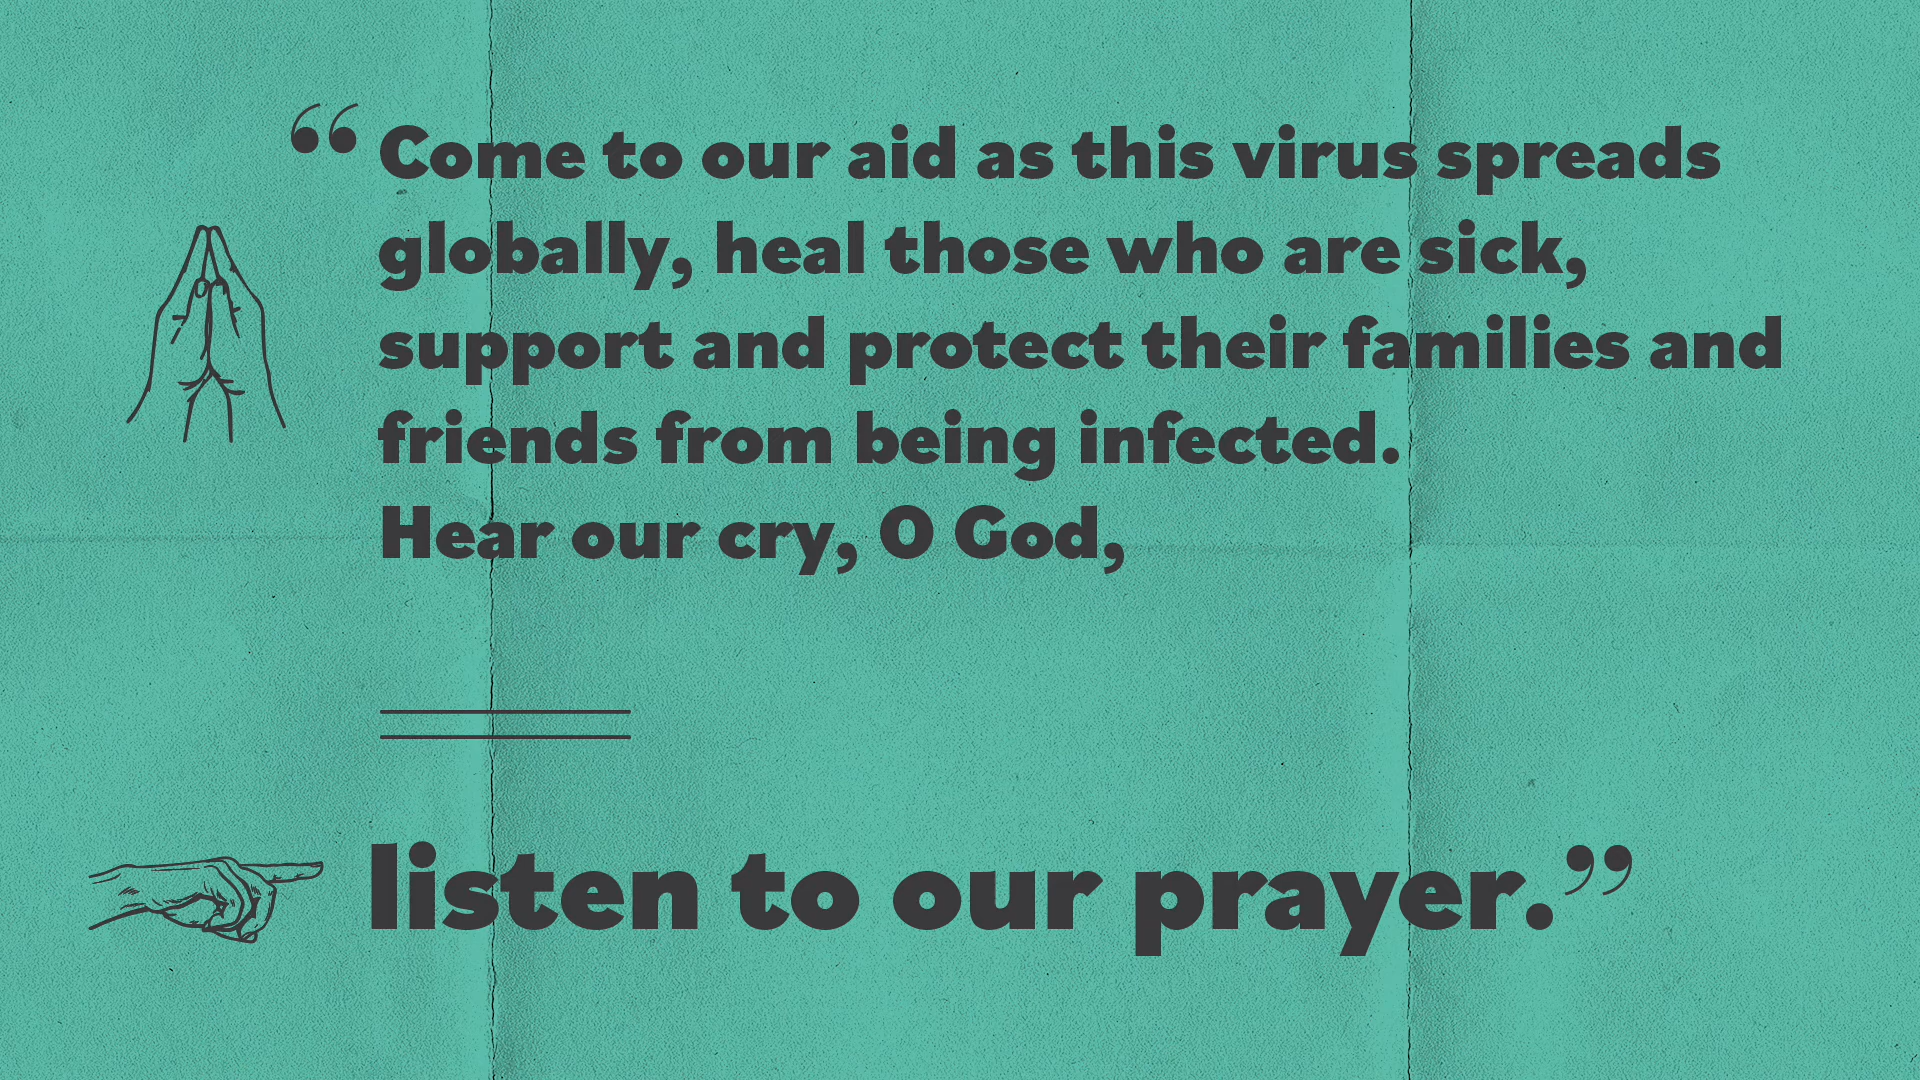 “Come to our aid as this virus spreads
globally, heal those who are sick,
support and protect their families and
friends from being infected.
Hear our cry, O God,
listen to our prayer.”